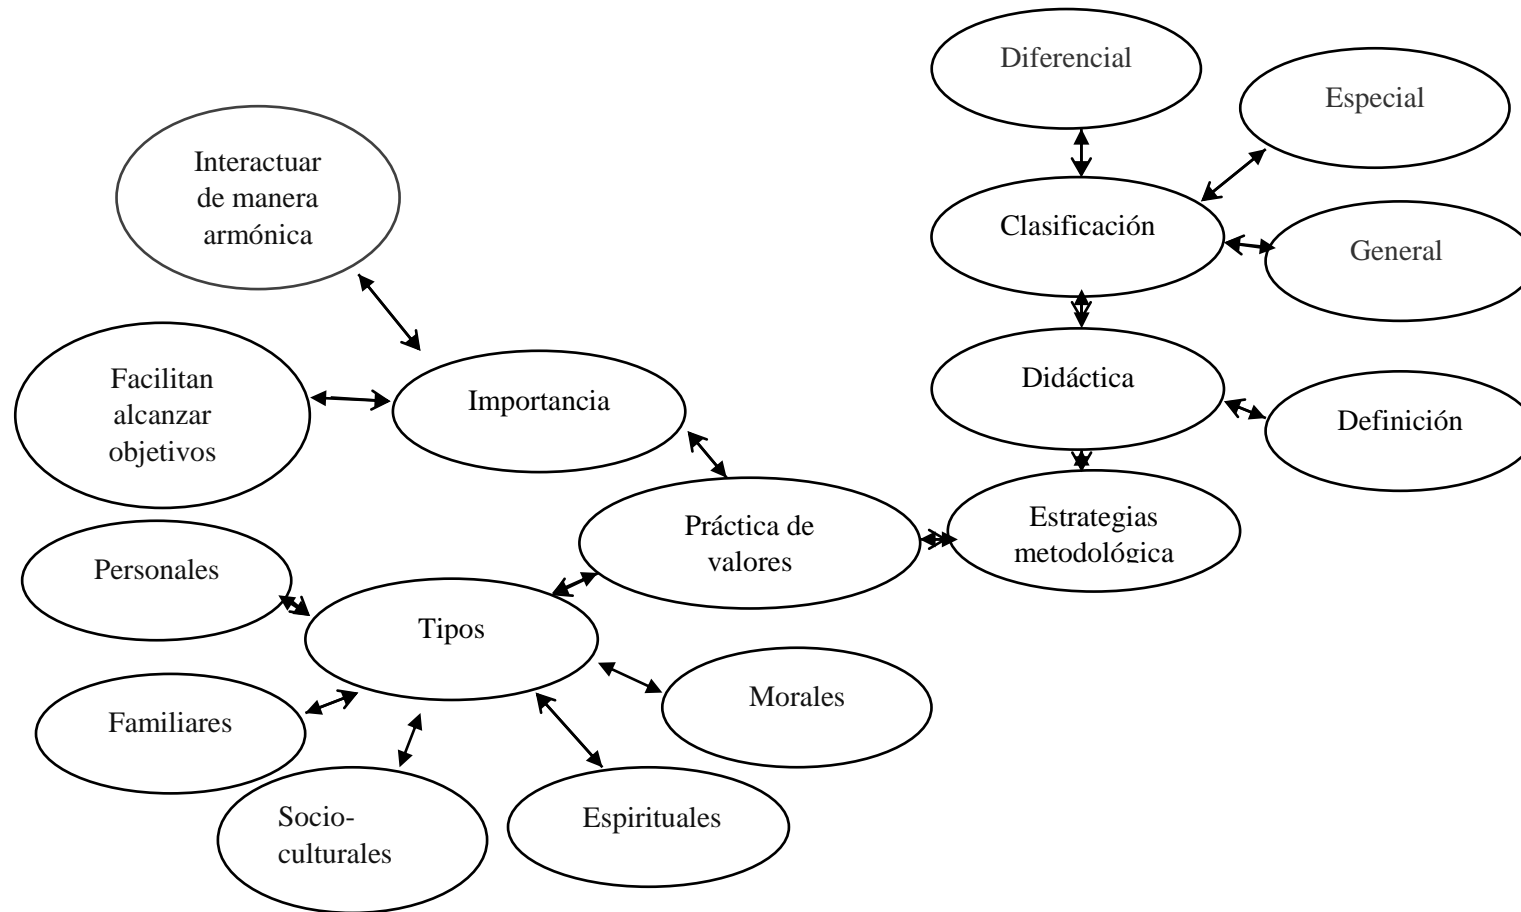 Diferencial
Especial
Interactuar
de manera
armónica
Clasificación
General
Facilitan
alcanzar
objetivos
Importancia
Didáctica
Definición
Práctica de
valores
Estrategias
metodológica
Personales
Tipos
Familiares
Morales
Socio-
culturales
Espirituales